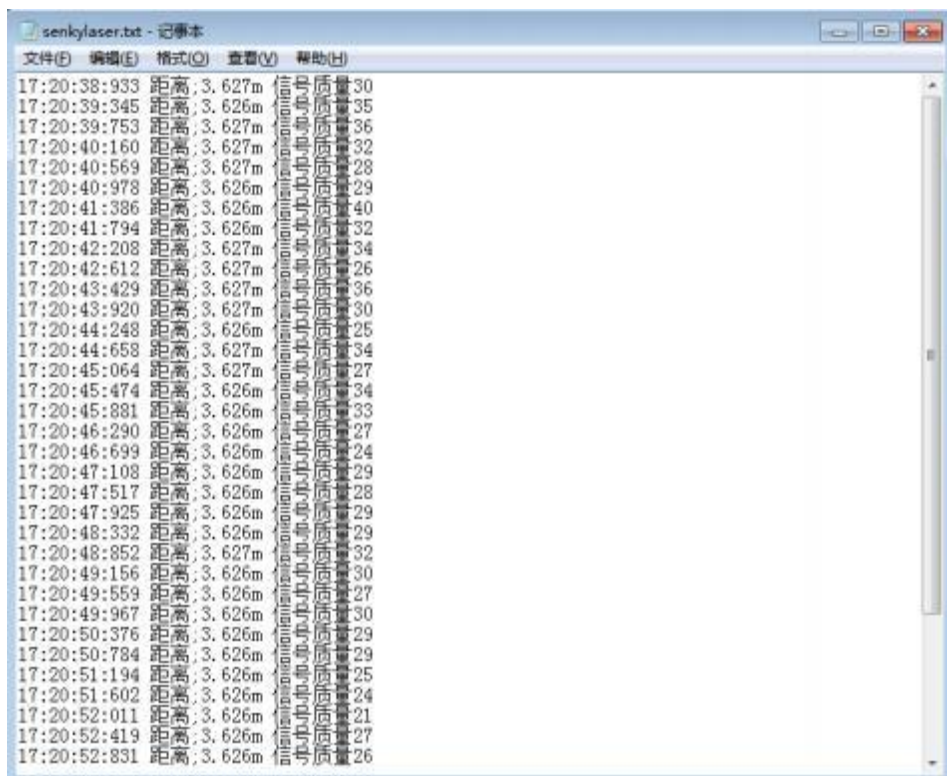 senkylaser.txt - 记事本
文件(F) 编辑(E) 格式(O) 查看(V) 帮助(H)
17:20:38:933 距离;3.627m 信号质量30
17:20:39:345 距离;3.626m 信号质量35
17:20:39:753 距离;3.627m 信号质量36
17:20:40:160 距离;3.627m 信号质量32
17:20:40:569 距离;3.627m 信号质量28
17:20:40:978 距离;3.626m 信号质量29
17:20:41:386 距离;3.626m 信号质量40
17:20:41:794 距离;3.626m 信号质量32
17:20:42:208 距离;3.627m 信号质量34
17:20:42:612 距离;3.627m 信号质量26
17:20:43:429 距离;3.627m 信号质量36
17:20:43:920 距离;3.627m 信号质量30
17:20:44:248 距离;3.626m 信号质量25
17:20:44:658 距离;3.627m 信号质量34
17:20:45:064 距离;3.627m 信号质量27
17:20:45:474 距离;3.626m 信号质量34
17:20:45:881 距离;3.626m 信号质量33
17:20:46:290 距离;3.626m 信号质量27
17:20:46:699 距离;3.626m 信号质量24
17:20:47:108 距离;3.626m 信号质量29
17:20:47:517 距离;3.626m 信号质量28
17:20:47:925 距离;3.626m 信号质量29
17:20:48:332 距离;3.626m 信号质量29
17:20:48:852 距离;3.627m 信号质量32
17:20:49:156 距离;3.626m 信号质量30
17:20:49:559 距离;3.626m 信号质量27
17:20:49:967 距离;3.626m 信号质量30
17:20:50:376 距离;3.626m 信号质量29
17:20:50:784 距离;3.626m 信号质量29
17:20:51:194 距离;3.626m 信号质量25
17:20:51:602 距离;3.626m 信号质量24
17:20:52:011 距离;3.626m 信号质量21
17:20:52:419 距离;3.626m 信号质量27
17:20:52:831 距离;3.626m 信号质量26